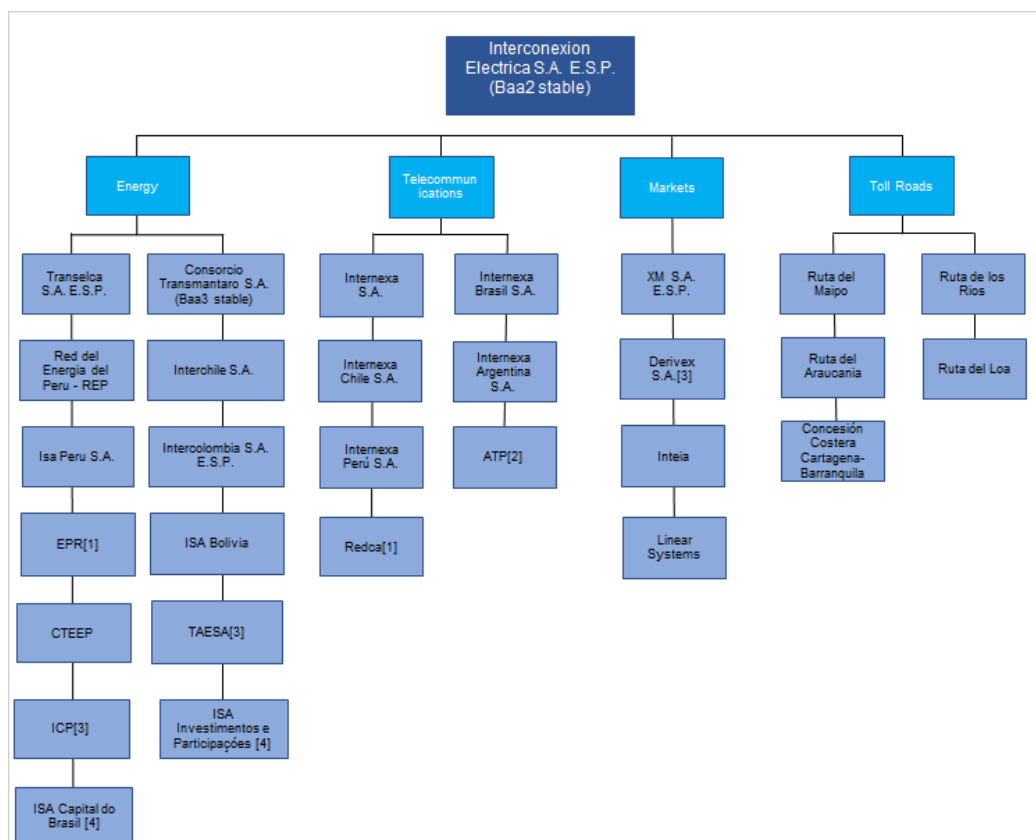 Interconexion
Electrica S.A. E.S.P.
(Baa2 stable)
Energy
Telecommun
ications
Markets
Toll Roads
Transelca
S.A. E.S.P.
Consorcio
Transmantaro S.A.
(Baa3 stable)
Internexa
S.A.
Internexa
Brasil S.A.
XM S.A.
E.S.P.
Ruta del
Maipo
Ruta de los
Rios
Red del
Energia del
Peru - REP
Interchile S.A.
Internexa
Chile S.A.
Internexa
Argentina
S.A.
Derivex
S.A.[3]
Ruta del
Araucania
Ruta del Loa
Isa Peru S.A.
Intercolombia S.A.
E.S.P.
Internexa
Perú S.A.
ATP[2]
Inteia
Concesión
Costera
Cartagena-
Barranquila
EPR[1]
ISA Bolivia
Redca[1]
Linear
Systems
CTEEP
TAESA[3]
ICP[3]
ISA
Investimentos e
Participações [4]
ISA Capital do
Brasil [4]